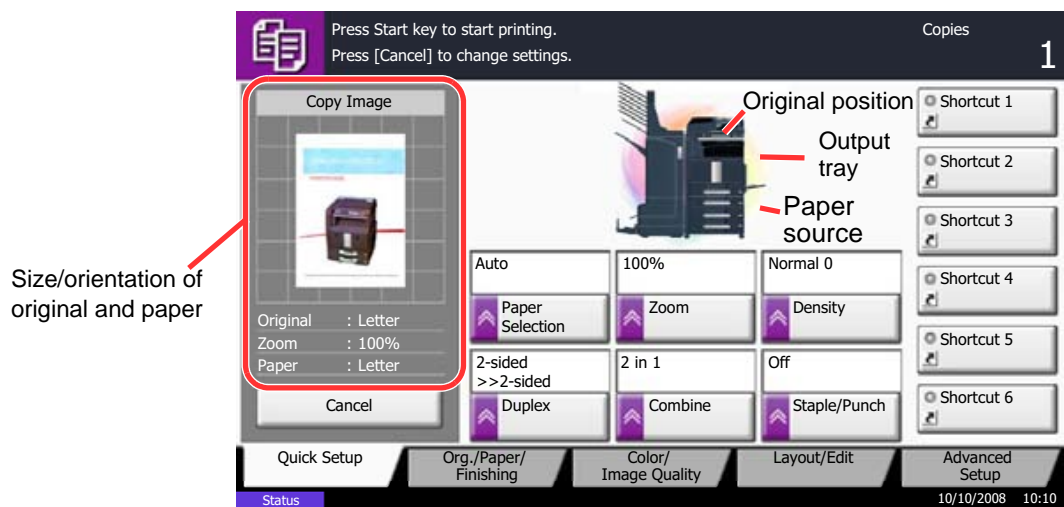 Press Start key to start printing.
Press [Cancel] to change settings.
Copies
1
Copy Image
Original : Letter
Zoom : 100%
Paper : Letter
Cancel
Size/orientation of
original and paper
Original position
Output
tray
Paper
source
Auto
Paper
Selection
100%
Zoom
Normal 0
Density
2-sided
>>2-sided
Duplex
2 in 1
Combine
Off
Staple/Punch
Shortcut 1
Shortcut 2
Shortcut 3
Shortcut 4
Shortcut 5
Shortcut 6
Quick Setup
Org./Paper/
Finishing
Color/
Image Quality
Layout/Edit
Advanced
Setup
Status
10/10/2008 10:10